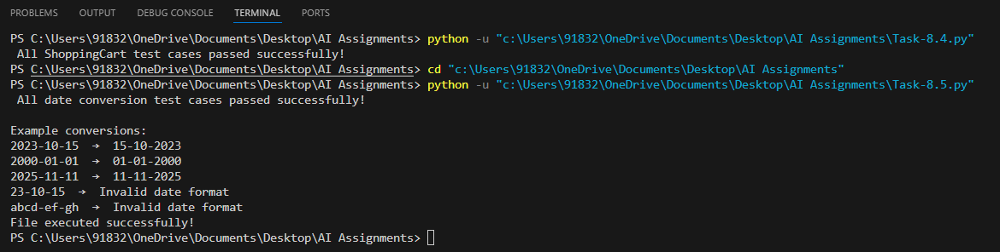 PROBLEMS OUTPUT DEBUG CONSOLE TERMINAL PORTS
PS C:\Users\91832\OneDrive\Documents\Desktop\AI Assignments> python -u "c:\Users\91832\OneDrive\Documents\Desktop\AI Assignments\Task-8.4.py"
All ShoppingCart test cases passed successfully!
PS C:\Users\91832\OneDrive\Documents\Desktop\AI Assignments> cd "c:\Users\91832\OneDrive\Documents\Desktop\AI Assignments"
PS C:\Users\91832\OneDrive\Documents\Desktop\AI Assignments> python -u "c:\Users\91832\OneDrive\Documents\Desktop\AI Assignments\Task-8.5.py"
All date conversion test cases passed successfully!
Example conversions:
2023-10-15 → 15-10-2023
2000-01-01 → 01-01-2000
2025-11-11 → 11-11-2025
23-10-15 → Invalid date format
abcd-ef-gh → Invalid date format
File executed successfully!
PS C:\Users\91832\OneDrive\Documents\Desktop\AI Assignments>